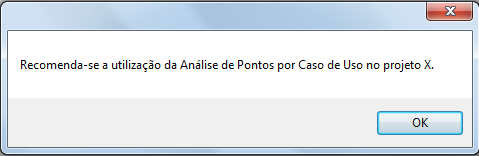 Recomenda-se a utilização da Análise de Pontos por Caso de Uso no projeto X.
OK